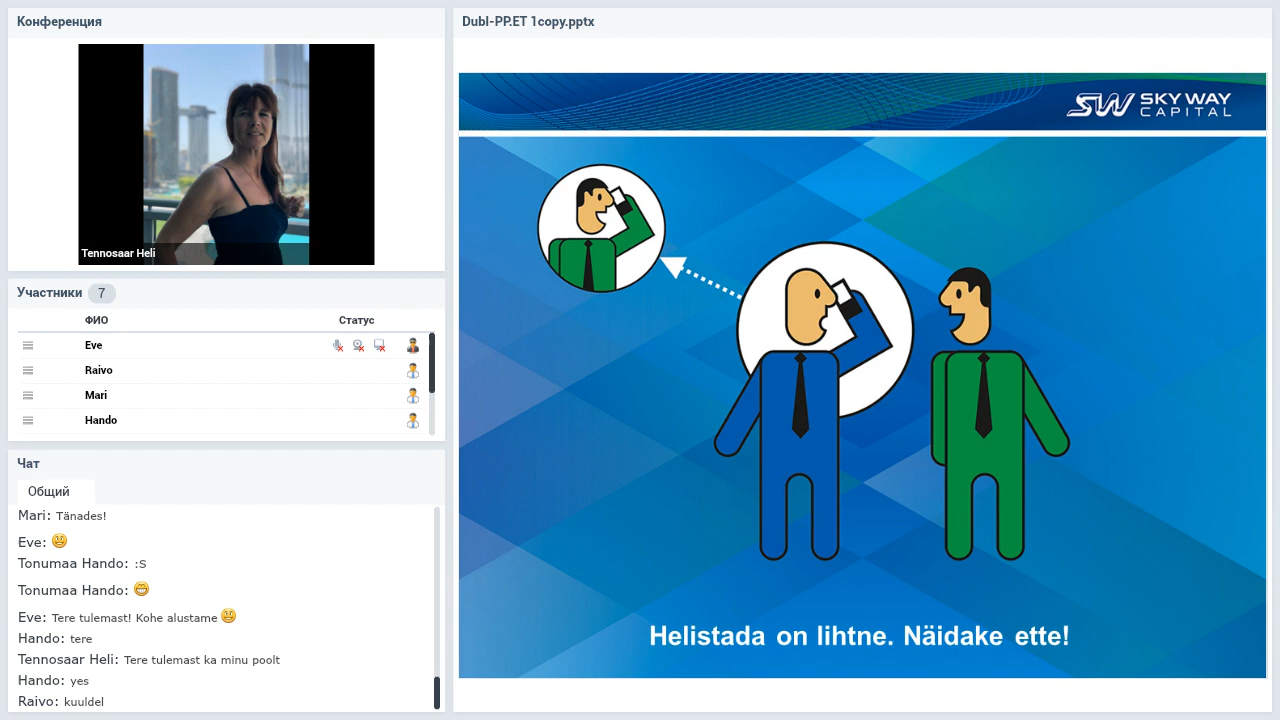 Конференция
Tennosaar Heli
Участники 7
ФИО Статус
Eve
Raivo
Mari
Hando
Чат
Общий
Mari: Tänades!
Eve:
Tonumaa Hando: :S
Tonumaa Hando:
Eve: Tere tulemast! Kohe alustame
Hando: tere
Tennosaar Heli: Tere tulemast ka minu poolt
Hando: yes
Raivo: kuuldel
Dubl-PP.ET 1copy.pptx
SW SKY WAY
CAPITAL
Helistada on lihtne. Näidake ette!